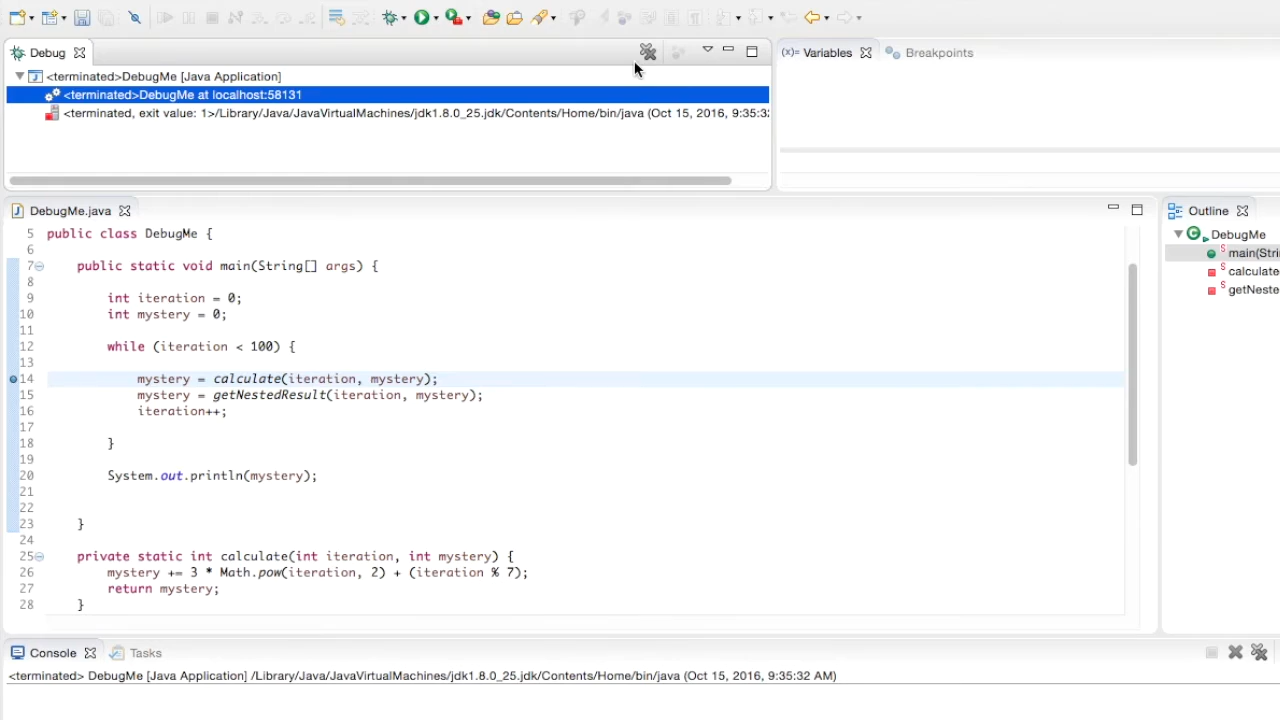 Debug
(x)= Variables
Breakpoints
<terminated>DebugMe [Java Application]
<terminated>DebugMe at localhost:58131
<terminated, exit value: 1>/Library/Java/JavaVirtualMachines/jdk1.8.0_25.jdk/Contents/Home/bin/java (Oct 15, 2016, 9:35:32
DebugMe.java
Outline
DebugMe
main(Stri
calculate
getNeste
5 public class DebugMe {
6
7 public static void main(String[] args) {
8
9 int iteration = 0;
10 int mystery = 0;
11
12 while (iteration < 100) {
13
14 mystery = calculate(iteration, mystery);
15 mystery = getNestedResult(iteration, mystery);
16 iteration++;
17
18 }
19
20 System.out.println(mystery);
21
22
23 }
24
25 private static int calculate(int iteration, int mystery) {
26 mystery += 3 * Math.pow(iteration, 2) + (iteration % 7);
27 return mystery;
28 }
Console
Tasks
<terminated> DebugMe [Java Application] /Library/Java/JavaVirtualMachines/jdk1.8.0_25.jdk/Contents/Home/bin/java (Oct 15, 2016, 9:35:32 AM)